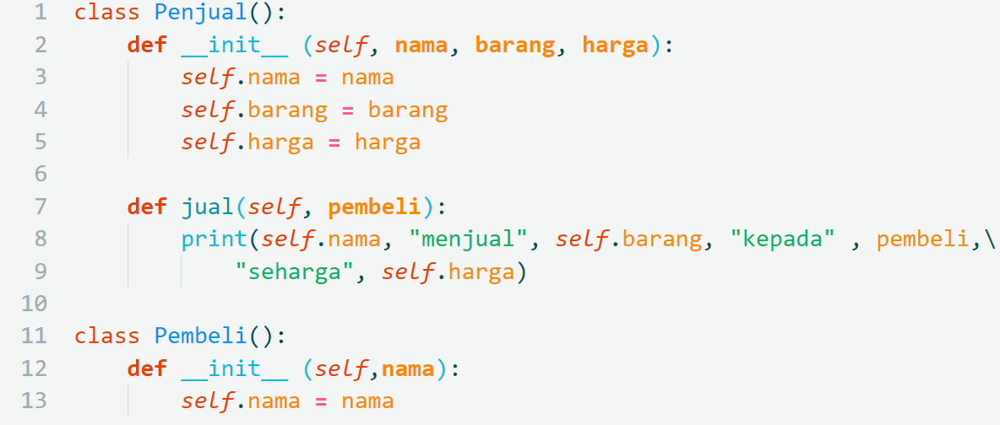 1 class Penjual():
2     def __init__ (self, nama, barang, harga):
3         self.nama = nama
4         self.barang = barang
5         self.harga = harga
6
7     def jual(self, pembeli):
8         print(self.nama, "menjual", self.barang, "kepada" , pembeli,\
9             "seharga", self.harga)
10
11 class Pembeli():
12     def __init__ (self,nama):
13         self.nama = nama